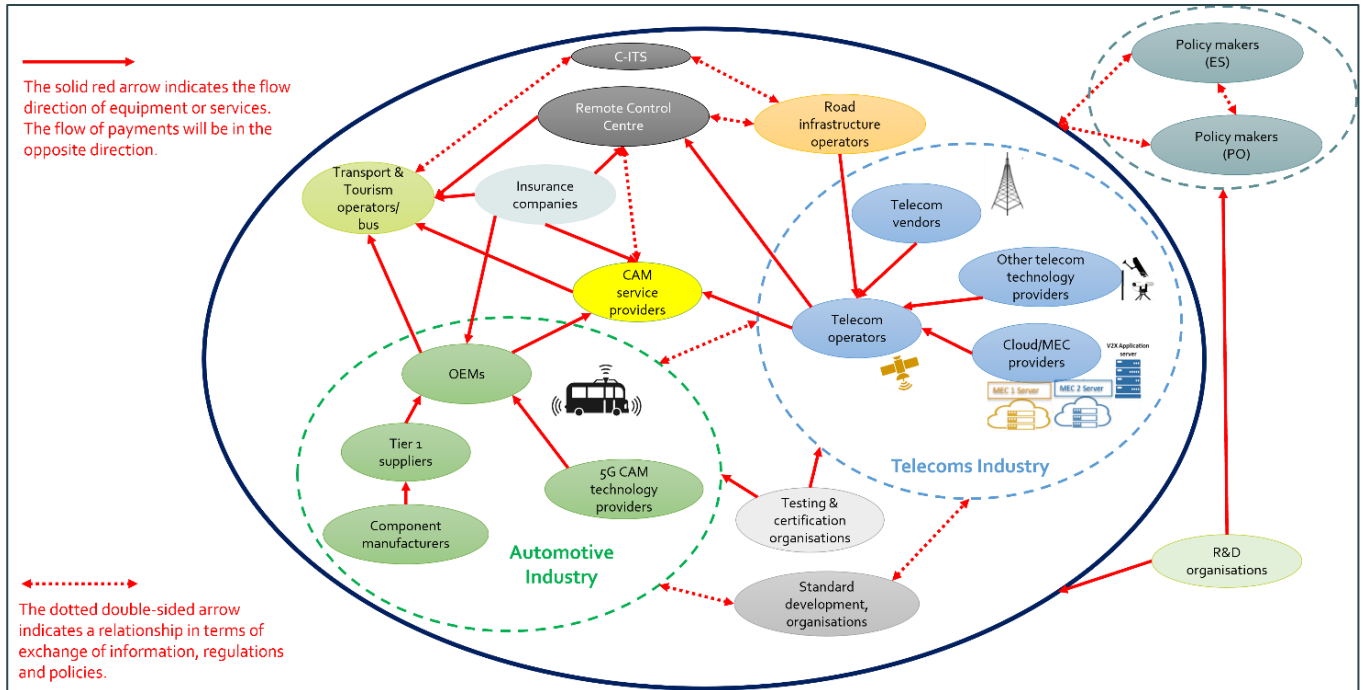 The solid red arrow indicates the flow
direction of equipment or services.
The flow of payments will be in the
opposite direction.
C-ITS
Remote Control
Centre
Road
infrastructure
operators
Policy makers
(ES)
Policy makers
(PO)
Transport &
Tourism
operators/
bus
Insurance
companies
Telecom
vendors
Other telecom
technology
providers
CAM
service
providers
Telecom
operators
Cloud/MEC
providers
V2X Application
server
MEC 1 Server
MEC 2 Server
OEMs
Tier 1
suppliers
5G CAM
technology
providers
Component
manufacturers
Automotive
Industry
Telecoms Industry
Testing &
certification
organisations
Standard
development,
organisations
R&D
organisations
The dotted double-sided arrow
indicates a relationship in terms of
exchange of information, regulations
and policies.